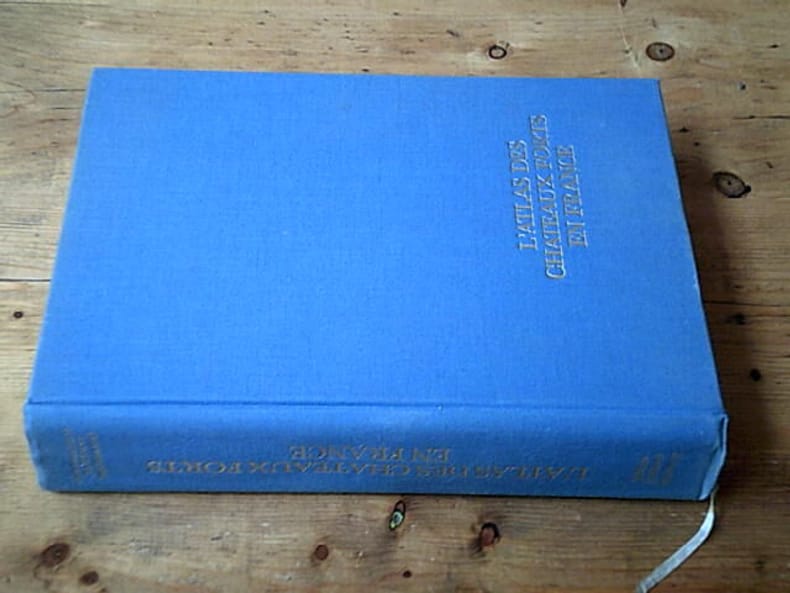 L'ATLAS DES
CHATEAUX FORTS
EN FRANCE
L'ATLAS DES CHATEAUX FORTS
EN FRANCE